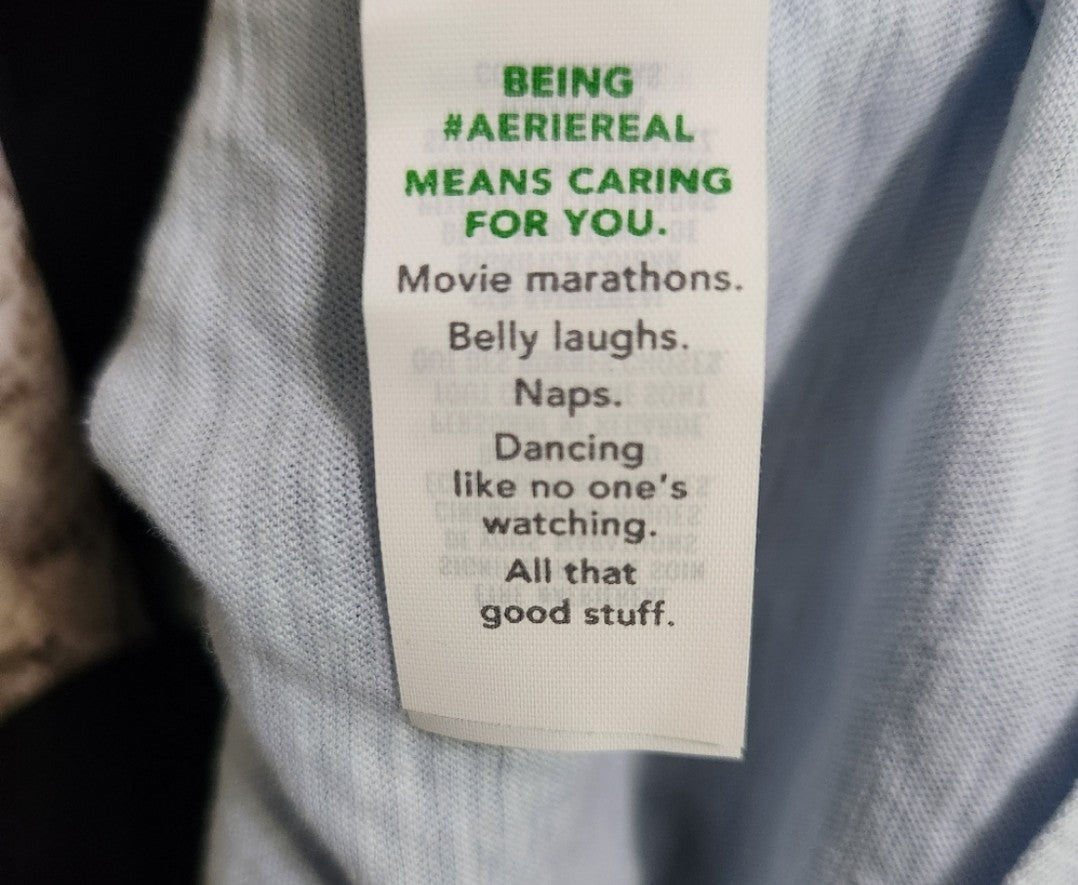 BEING
#AERIEREAL
MEANS CARING
FOR YOU.
Movie marathons.
Belly laughs.
Naps.
Dancing
like no one's
watching.
All that
good stuff.